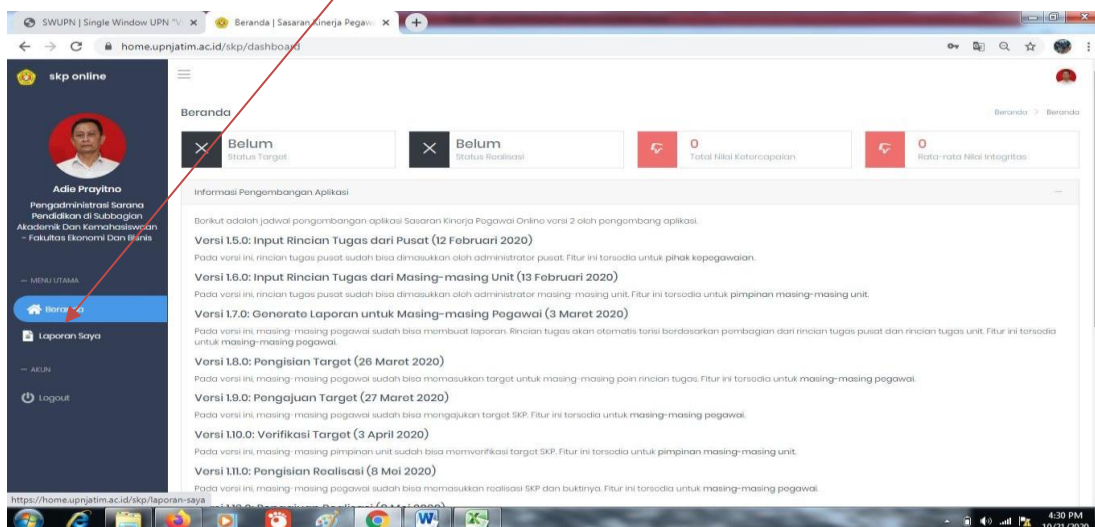 SWUPN | Single Window UPN "V
Beranda | Sasaran Kinerja Pegaw
home.upnjatim.ac.id/skp/dashboard
skp online
Beranda
Beranda > Beranda
Belum
Status Target
Belum
Status Realisasi
0
Total Nilai Ketercapaian
0
Rata-rata Nilai Integritas
Adie Prayitno
Pengadministrasi Sarana
Pendidikan di Subbagian
Akademik Dan Kemahasiswaan
- Fakultas Ekonomi Dan Bisnis
Informasi Pengembangan Aplikasi
Berikut adalah jadwal pengembangan aplikasi Sasaran Kinerja Pegawai Online versi 2 oleh pengembang aplikasi.
Versi 1.5.0: Input Rincian Tugas dari Pusat (12 Februari 2020)
Pada versi ini, rincian tugas pusat sudah bisa dimasukkan oleh administrator pusat. Fitur ini tersedia untuk pihak kepegawaian.
Versi 1.6.0: Input Rincian Tugas dari Masing-masing Unit (13 Februari 2020)
Pada versi ini, rincian tugas pusat sudah bisa dimasukkan oleh administrator masing-masing unit. Fitur ini tersedia untuk pimpinan masing-masing unit.
Versi 1.7.0: Generate Laporan untuk Masing-masing Pegawai (3 Maret 2020)
Pada versi ini, masing-masing pegawai sudah bisa membuat laporan. Rincian tugas akan otomatis terisi berdasarkan pembagian dari rincian tugas pusat dan rincian tugas unit. Fitur ini tersedia
untuk masing-masing pegawai.
Versi 1.8.0: Pengisian Target (26 Maret 2020)
Pada versi ini, masing-masing pegawai sudah bisa memasukkan target untuk masing-masing poin rincian tugas. Fitur ini tersedia untuk masing-masing pegawai.
Versi 1.9.0: Pengajuan Target (27 Maret 2020)
Pada versi ini, masing-masing pegawai sudah bisa mengajukan target SKP. Fitur ini tersedia untuk masing-masing pegawai.
Versi 1.10.0: Verifikasi Target (3 April 2020)
Pada versi ini, masing-masing pimpinan unit sudah bisa memverifikasi target SKP. Fitur ini tersedia untuk pimpinan masing-masing unit.
Versi 1.11.0: Pengisian Realisasi (8 Mei 2020)
Pada versi ini, masing-masing pegawai sudah bisa memasukkan realisasi SKP dan buktinya. Fitur ini tersedia untuk masing-masing pegawai.
— MENU UTAMA
Beranda
Laporan Saya
— AKUN
Logout
https://home.upnjatim.ac.id/skp/laporan-saya
4:30 PM
10/21/2020